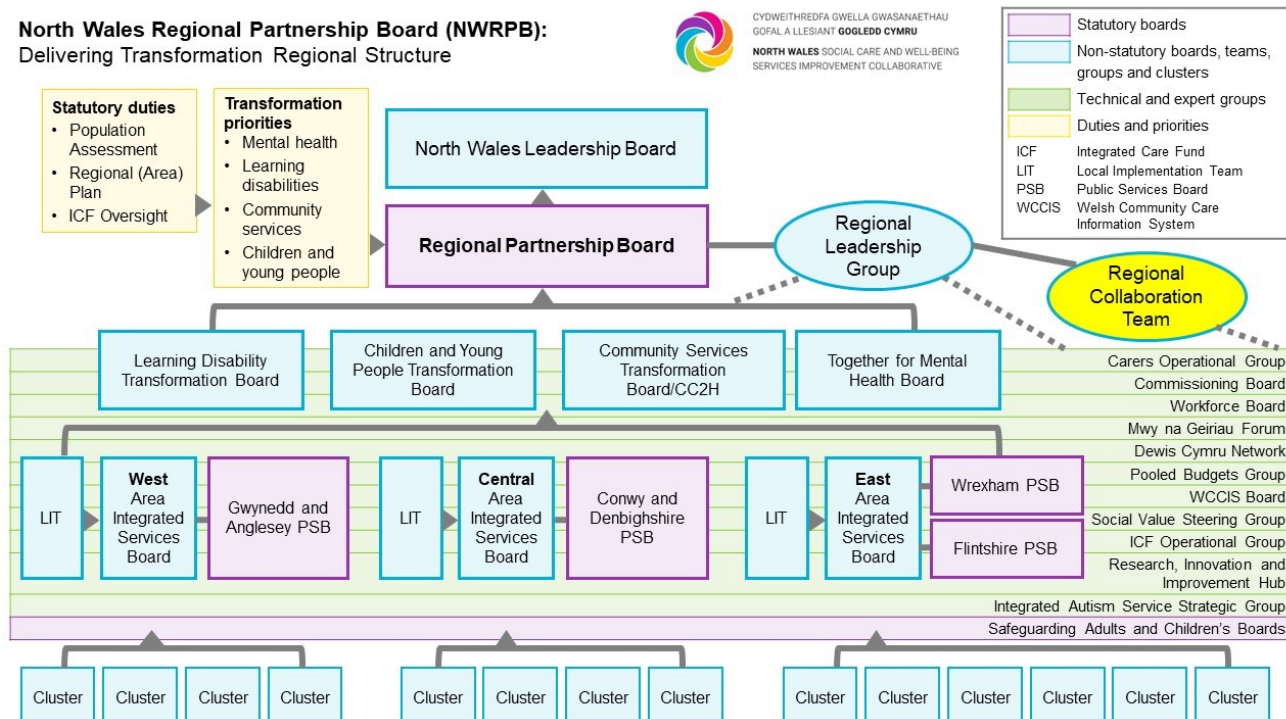 North Wales Regional Partnership Board (NWRPB):
Delivering Transformation Regional Structure
CYDWEITHREDFA GWELLA GWASANAETHAU
GOFAL A LLESIANT GOGLEDD CYMRU
NORTH WALES SOCIAL CARE AND WELL-BEING
SERVICES IMPROVEMENT COLLABORATIVE
Statutory boards
Non-statutory boards, teams,
groups and clusters
Technical and expert groups
Duties and priorities
ICF Integrated Care Fund
LIT Local Implementation Team
PSB Public Services Board
WCCIS Welsh Community Care
Information System
Statutory duties
• Population
Assessment
• Regional (Area)
Plan
• ICF Oversight
Transformation
priorities
• Mental health
• Learning
disabilities
• Community
services
• Children and
young people
North Wales Leadership Board
Regional Partnership Board
Regional
Leadership
Group
Regional
Collaboration
Team
Learning Disability
Transformation Board
Children and Young
People Transformation
Board
Community Services
Transformation
Board/CC2H
Together for Mental
Health Board
Carers Operational Group
Commissioning Board
Workforce Board
Mwy na Geiriau Forum
Dewis Cymru Network
Pooled Budgets Group
WCCIS Board
Social Value Steering Group
ICF Operational Group
Research, Innovation and
Improvement Hub
Integrated Autism Service Strategic Group
Safeguarding Adults and Children's Boards
LIT
West
Area
Integrated
Services
Board
Gwynedd and
Anglesey PSB
LIT
Central
Area
Integrated
Services
Board
Conwy and
Denbighshire
PSB
LIT
East
Area
Integrated
Services
Board
Wrexham PSB
Flintshire PSB
Cluster
Cluster
Cluster
Cluster
Cluster
Cluster
Cluster
Cluster
Cluster
Cluster
Cluster
Cluster
Cluster
Cluster